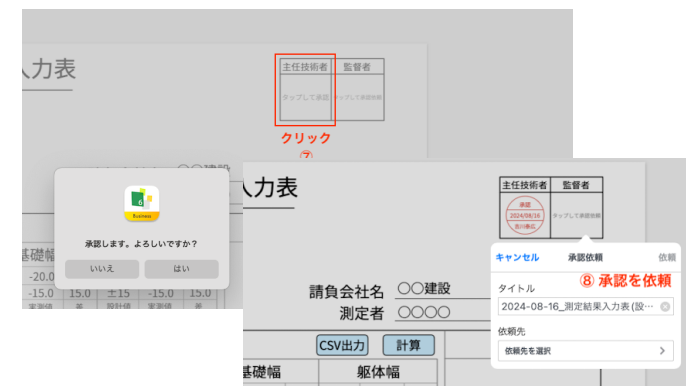 入力表
主任技術者 監督者
タップして承認 タップして承認依頼
クリック
⑦
Business
承認します。よろしいですか？
いいえ はい
基礎幅
-20.0
-15.0 15.0 ±15 -15.0 15.0
実測値 差 設計値 実測値 差
入力表
主任技術者 監督者
承認
2024/08/16
タップして承認依頼
キャンセル 承認依頼 依頼
⑧ 承認を依頼
タイトル
2024-08-16_測定結果入力表(設…
依頼先
依頼先を選択
請負会社名 〇〇建設
測定者 〇〇〇〇
CSV出力 計算
基礎幅 躯体幅